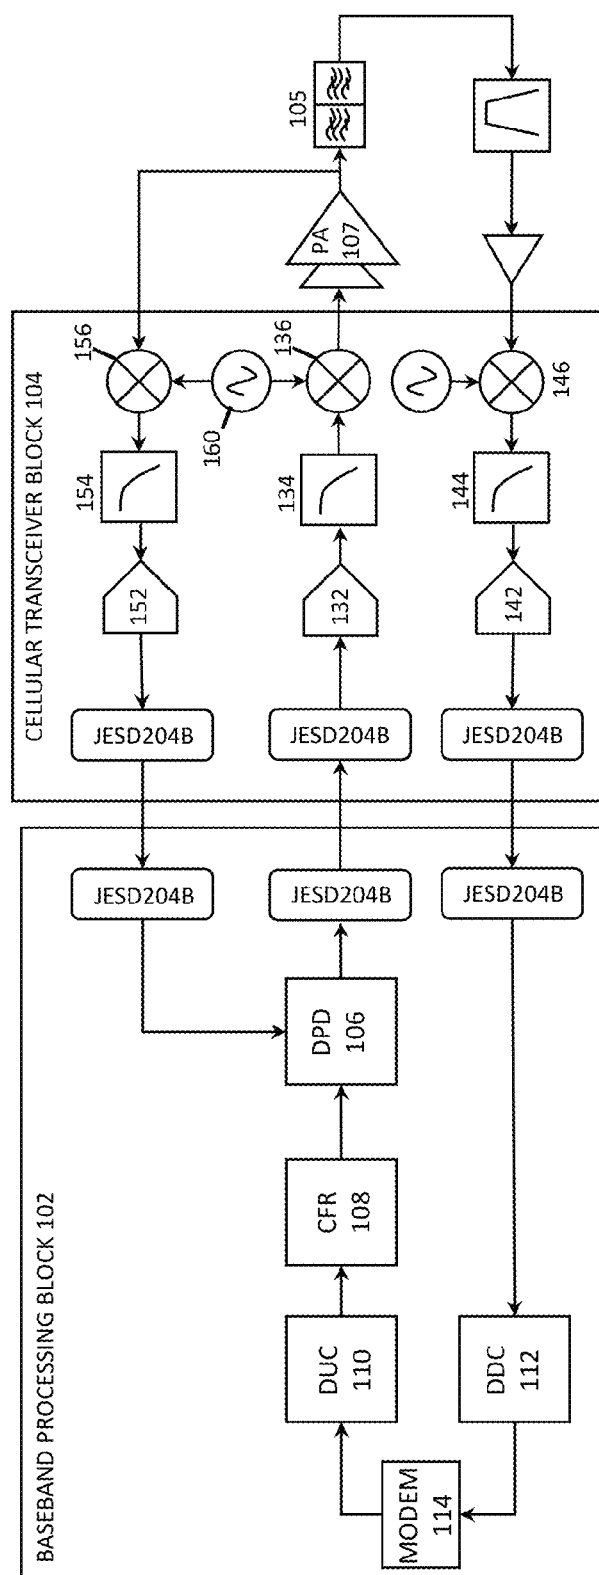 BASEBAND PROCESSING BLOCK 102
CELLULAR TRANSCEIVER BLOCK 104
JESD204B
JESD204B
152
154
156
160
MODEM
114
DUC
110
CFR
108
DPD
106
JESD204B
JESD204B
132
134
136
PA
107
105
DDC
112
JESD204B
JESD204B
142
144
146